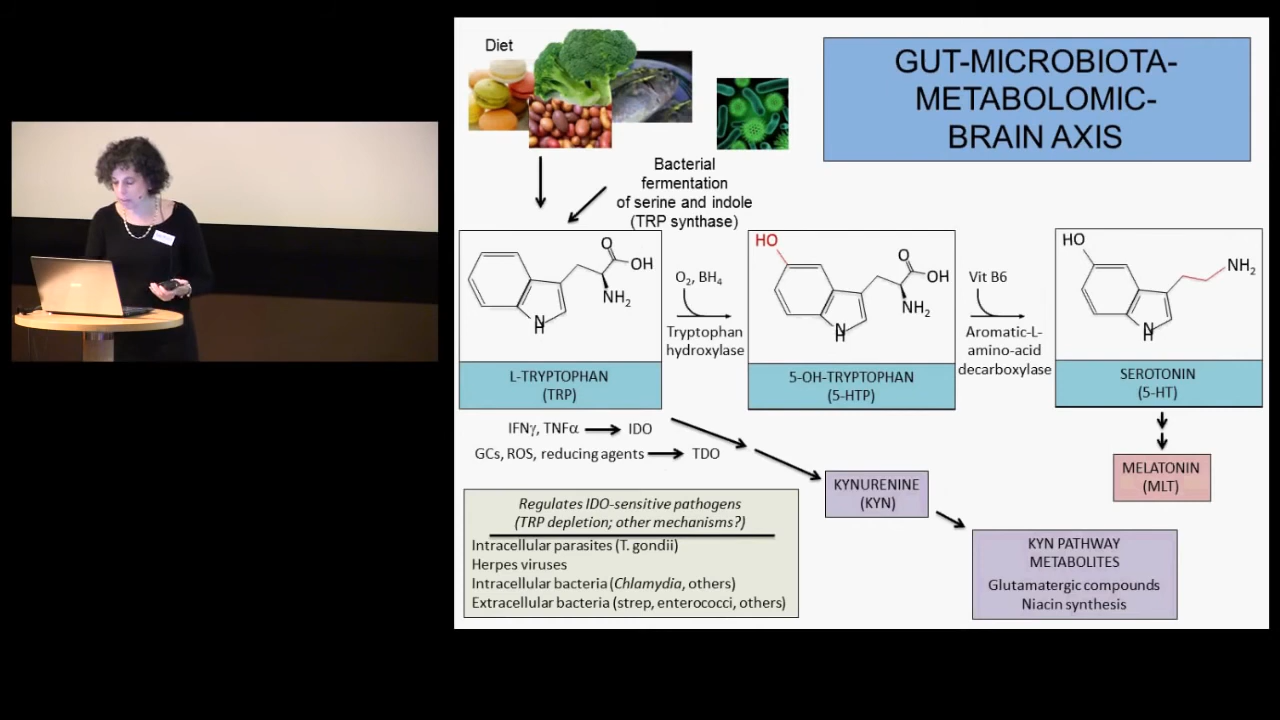 Diet
GUT-MICROBIOTA-
METABOLOMIC-
BRAIN AXIS
Bacterial
fermentation
of serine and indole
(TRP synthase)
O
OH
NH₂
N
H
L-TRYPTOPHAN
(TRP)
O₂, BH₄
Tryptophan
hydroxylase
HO
O
OH
NH₂
N
H
5-OH-TRYPTOPHAN
(5-HTP)
Vit B6
Aromatic-L-
amino-acid
decarboxylase
HO
NH₂
N
H
SEROTONIN
(5-HT)
MELATONIN
(MLT)
IFNγ, TNFα IDO
GCs, ROS, reducing agents TDO
KYNURENINE
(KYN)
KYN PATHWAY
METABOLITES
Glutamatergic compounds
Niacin synthesis
Regulates IDO-sensitive pathogens
(TRP depletion; other mechanisms?)
Intracellular parasites (T. gondii)
Herpes viruses
Intracellular bacteria (Chlamydia, others)
Extracellular bacteria (strep, enterococci, others)